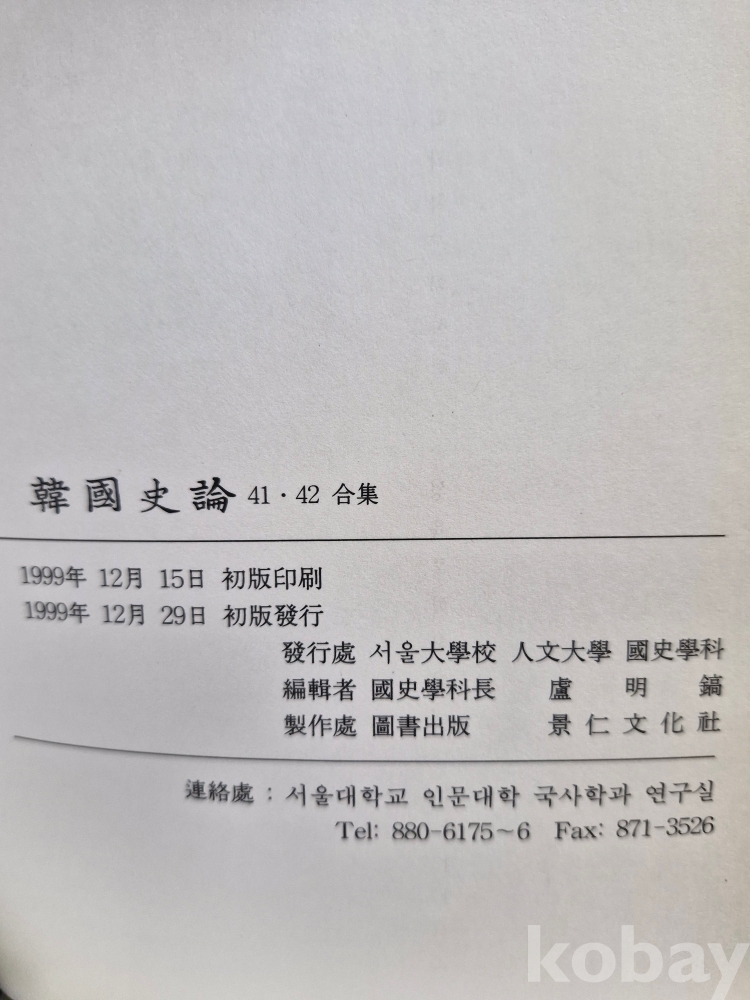 韓國史論 41·42 合集
1999年 12月 15日 初版印刷
1999年 12月 29日 初版發行
發行處 서울大學校 人文大學 國史學科
編輯者 國史學科長 盧明鎬
製作處 圖書出版 景仁文化社
連絡處 : 서울대학교 인문대학 국사학과 연구실
Tel: 880-6175~6 Fax: 871-3526
kobay